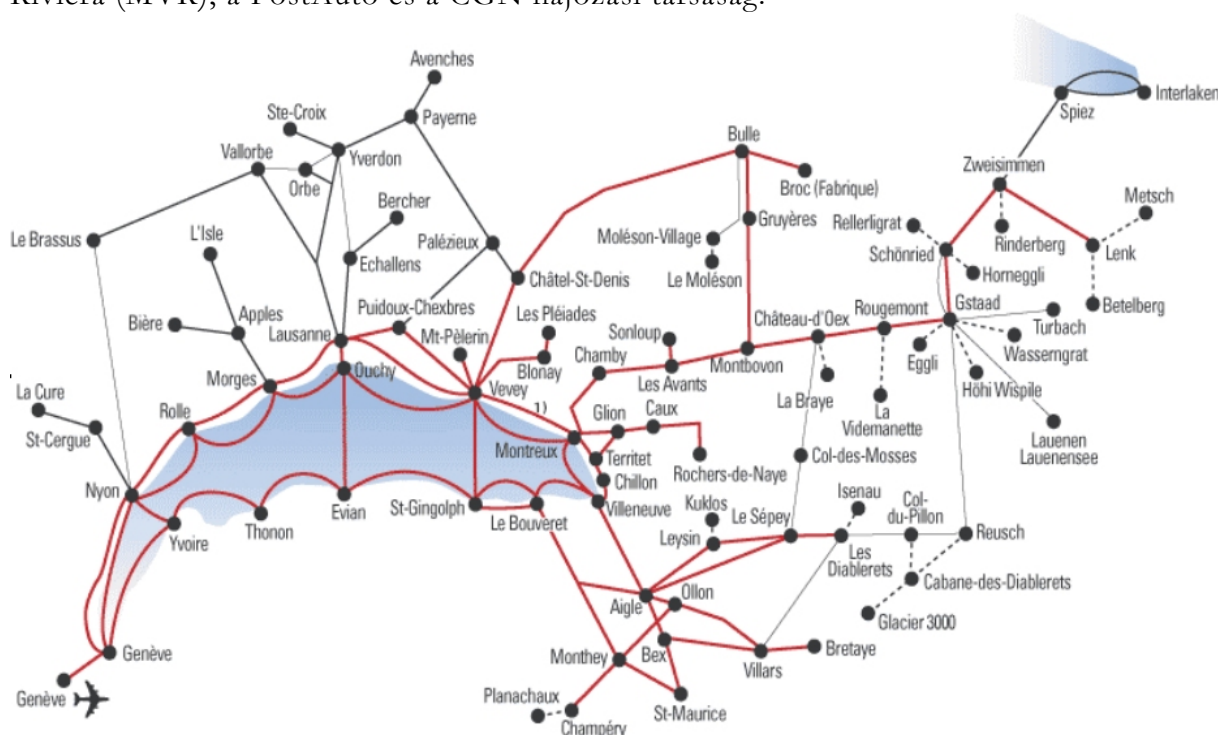 Riviera (MVR), a PostAuto és a CGN hajózási társaság.
Avenches
Ste-Croix
Payerne
Vallorbe
Yverdon
Orbe
Bercher
Le Brassus
L'Isle
Palézieux
Echallens
Châtel-St-Denis
Puidoux-Chexbres
Bière
Apples
Lausanne
Mt-Pèlerin
Les Pléiades
Blonay
Morges
Ouchy
Vevey
La Cure
Rolle
St-Cergue
1)
Montreux
Nyon
Yvoire
Thonon
Evian
St-Gingolph
Le Bouveret
Villeneuve
Genève
Genève
Bulle
Broc (Fabrique)
Gruyères
Moléson-Village
Le Moléson
Sonloup
Chamby
Les Avants
Montbovon
Château-d'Oex
Rougemont
Glion
Caux
Territet
Chillon
Rochers-de-Naye
La Braye
La
Videmanette
Col-des-Mosses
Spiez
Interlaken
Zweisimmen
Metsch
Rellerligrat
Rinderberg
Schönried
Lenk
Horneggli
Gstaad
Betelberg
Turbach
Eggli
Wasserngrat
Höhi Wispile
Lauenen
Lauenensee
Kuklos
Leysin
Le Sépey
Isenau
Col-
du-Pillon
Reusch
Les
Diablerets
Cabane-des-Diablerets
Glacier 3000
Aigle
Ollon
Monthey
Bex
Villars
Bretaye
Planachaux
Champéry
St-Maurice